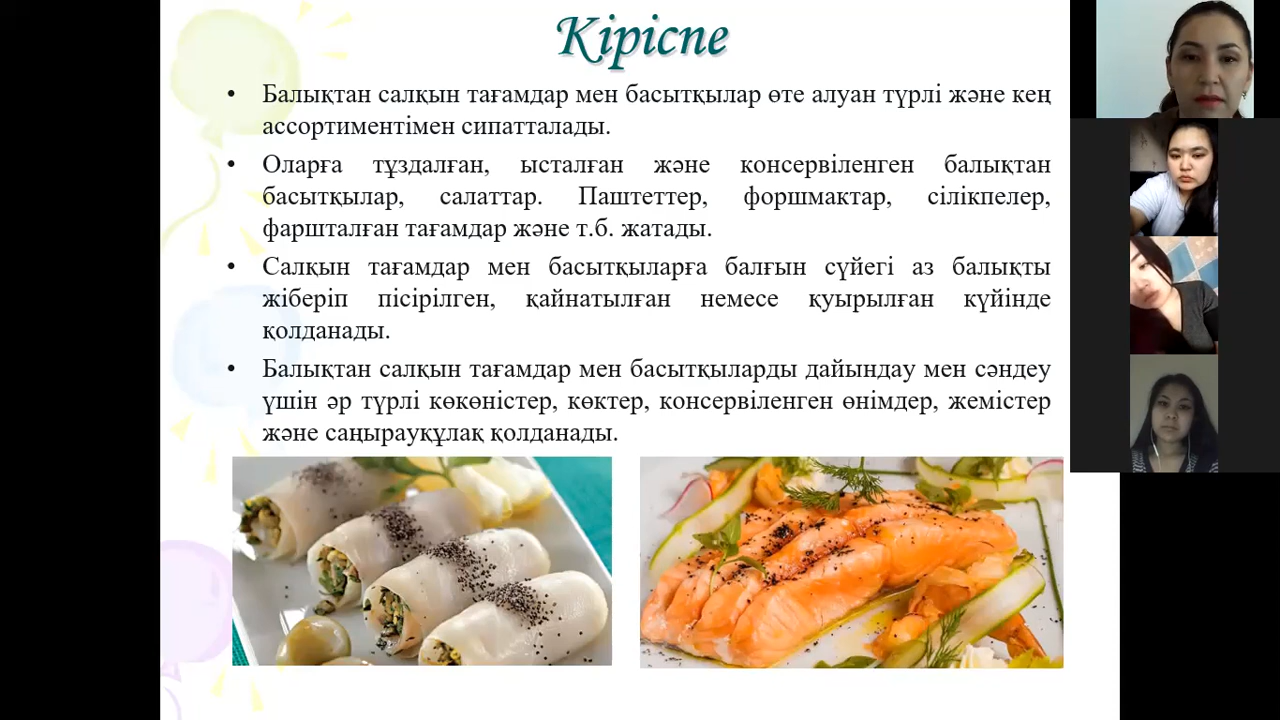 Кіріспе
• Балықтан салқын тағамдар мен басытқылар өте алуан түрлі және кең
ассортиментімен сипатталады.
• Оларға тұздалған, ысталған және консервіленген балықтан
басытқылар, салаттар. Паштеттер, форшмактар, сілікпелер,
фаршталған тағамдар және т.б. жатады.
• Салқын тағамдар мен басытқыларға балғын сүйегі аз балықты
жіберіп пісірілген, қайнатылған немесе қуырылған күйінде
қолданады.
• Балықтан салқын тағамдар мен басытқыларды дайындау мен сәндеу
үшін әр түрлі көкөністер, көктер, консервіленген өнімдер, жемістер
және саңырауқұлақ қолданады.